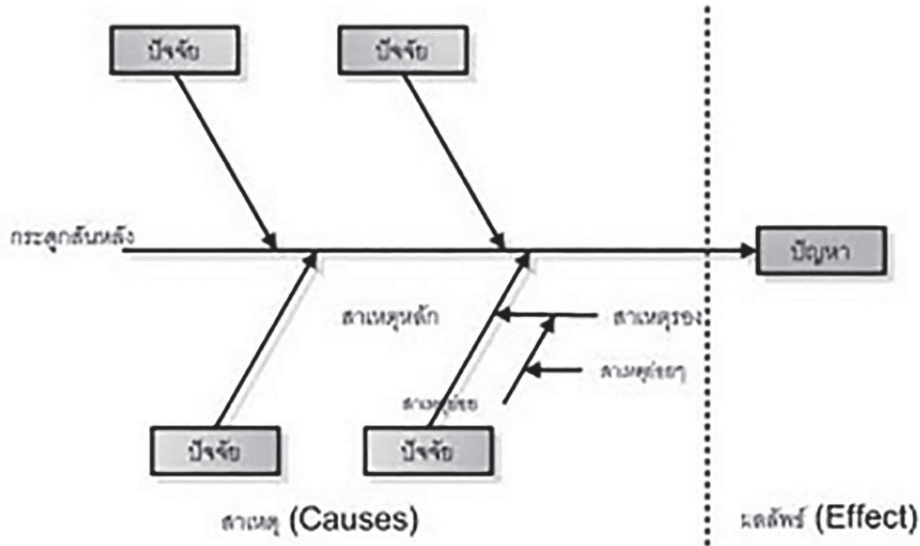 ปัจจัย
ปัจจัย
กระดูกสันหลัง
ปัญหา
สาเหตุหลัก
สาเหตุรอง
สาเหตุย่อยๆ
สาเหตุย่อย
ปัจจัย
ปัจจัย
สาเหตุ (Causes)
ผลลัพธ์ (Effect)